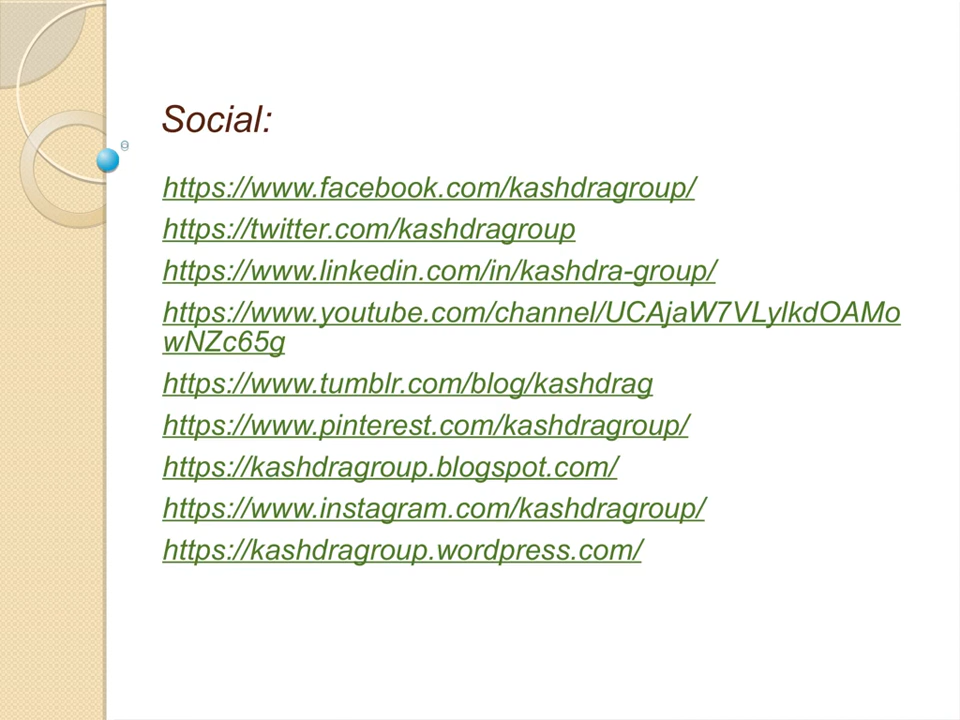 Social:
https://www.facebook.com/kashdragroup/
https://twitter.com/kashdragroup
https://www.linkedin.com/in/kashdra-group/
https://www.youtube.com/channel/UCAjaW7VLylkdOAMo
wNZc65g
https://www.tumblr.com/blog/kashdrag
https://www.pinterest.com/kashdragroup/
https://kashdragroup.blogspot.com/
https://www.instagram.com/kashdragroup/
https://kashdragroup.wordpress.com/